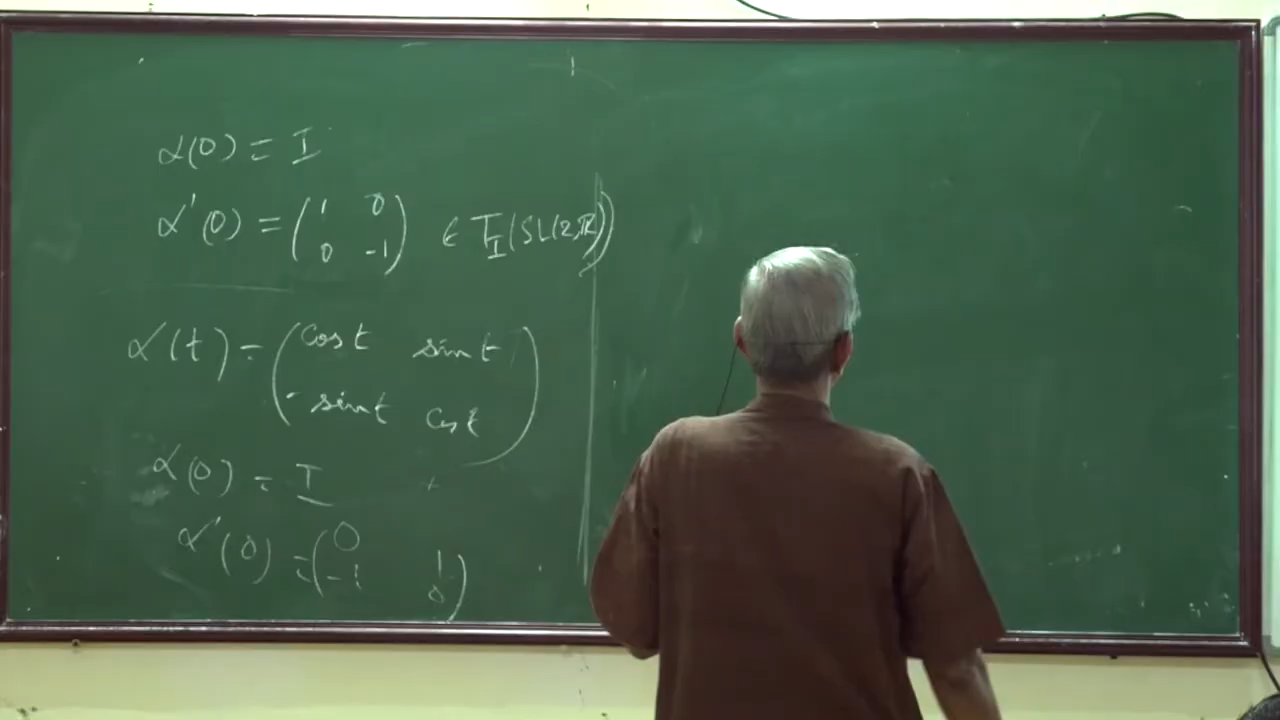 α(0) = I
α'(0) = (1 0
0 -1) ∈ T_I(SL(2,ℝ))
α(t) = (cos t sin t
- sin t cos t)
α(0) = I
α'(0) = (0 1
-1 0)